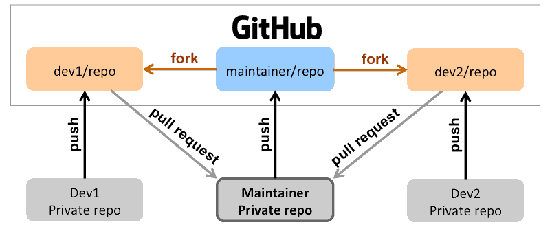 GitHub
fork
fork
dev1/repo
maintainer/repo
dev2/repo
push
pull request
push
pull request
push
Dev1
Private repo
Maintainer
Private repo
Dev2
Private repo